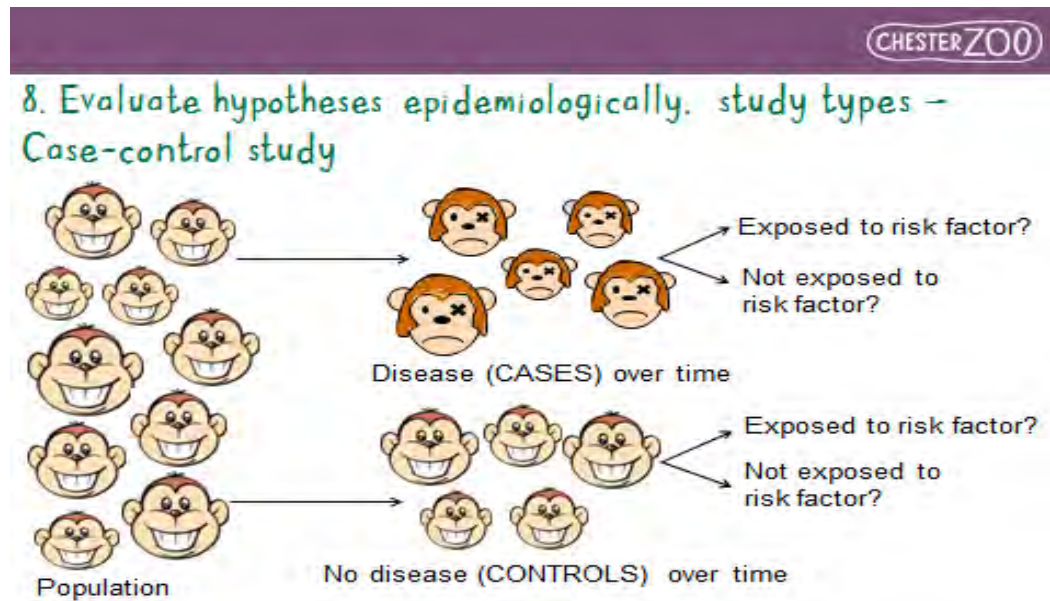 CHESTER ZOO
8. Evaluate hypotheses epidemiologically. study types –
Case-control study
Exposed to risk factor?
Not exposed to
risk factor?
Disease (CASES) over time
Exposed to risk factor?
Not exposed to
risk factor?
No disease (CONTROLS) over time
Population